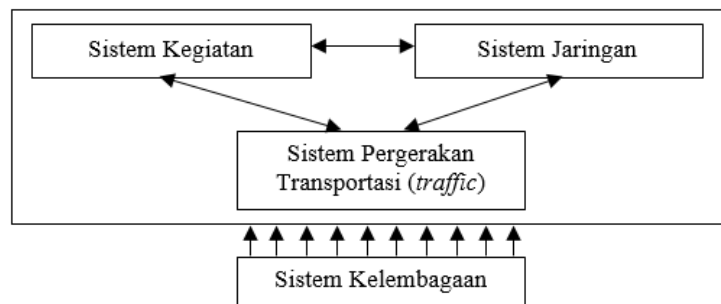 Sistem Kegiatan
Sistem Jaringan
Sistem Pergerakan
Transportasi (traffic)
Sistem Kelembagaan